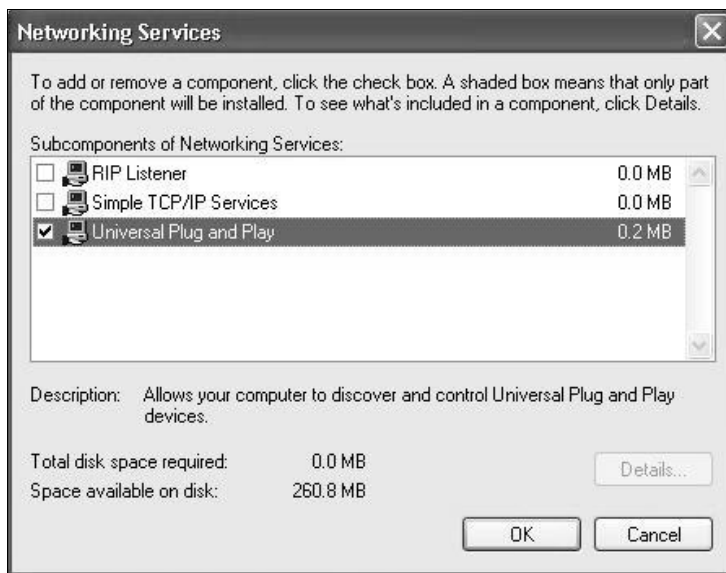 Networking Services
To add or remove a component, click the check box. A shaded box means that only part
of the component will be installed. To see what's included in a component, click Details.
Subcomponents of Networking Services:
RIP Listener 0.0 MB
Simple TCP/IP Services 0.0 MB
Universal Plug and Play 0.2 MB
Description: Allows your computer to discover and control Universal Plug and Play
devices.
Total disk space required: 0.0 MB
Space available on disk: 260.8 MB
Details...
OK Cancel